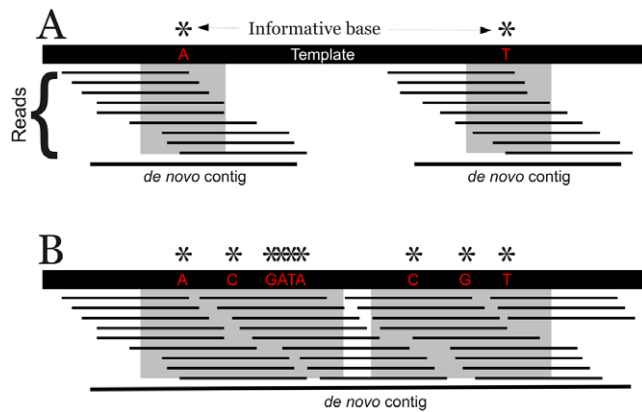 A
* Informative base *
A Template T
Reads {
de novo contig de novo contig
B
* * **** * * *
A C GATA C G T
de novo contig